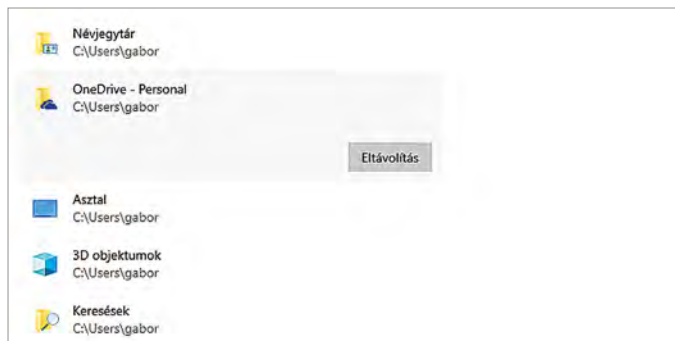 Névjegytár
C:\Users\gabor
OneDrive - Personal
C:\Users\gabor
Eltávolítás
Asztal
C:\Users\gabor
3D objektumok
C:\Users\gabor
Keresések
C:\Users\gabor